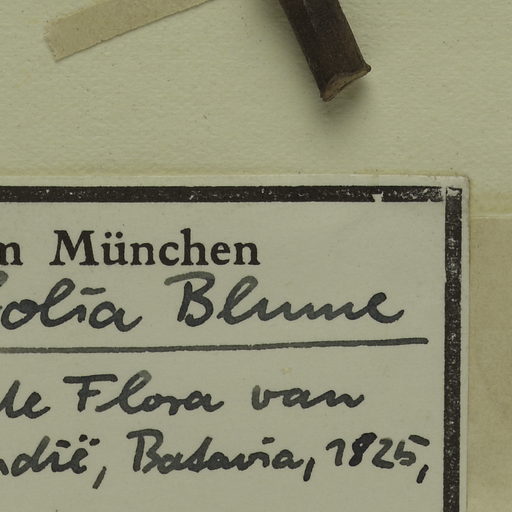 n München
folia Blume
de Flora van
ndië, Batavia, 1825,